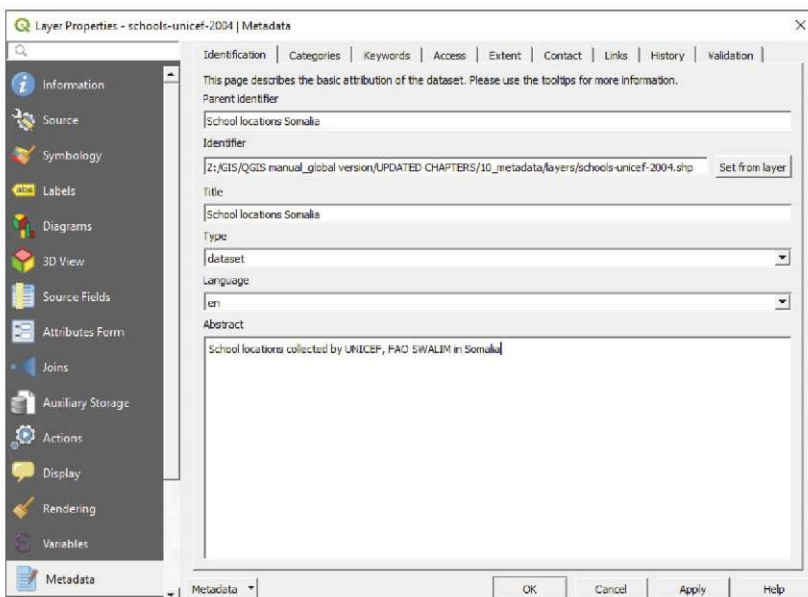 Layer Properties - schools-unicef-2004 | Metadata
Information
Source
Symbology
abc Labels
Diagrams
3D View
Source Fields
Attributes Form
Joins
Auxiliary Storage
Actions
Display
Rendering
Variables
Metadata
Identification Categories Keywords Access Extent Contact Links History Validation
This page describes the basic attribution of the dataset. Please use the tooltips for more information.
Parent identifier
School locations Somalia
Identifier
Z:/GIS/QGIS manual_global version/UPDATED CHAPTERS/10_metadata/layers/schools-unicef-2004.shp Set from layer
Title
School locations Somalia
Type
dataset
Language
en
Abstract
School locations collected by UNICEF, FAO SWALIM in Somalia
Metadata OK Cancel Apply Help